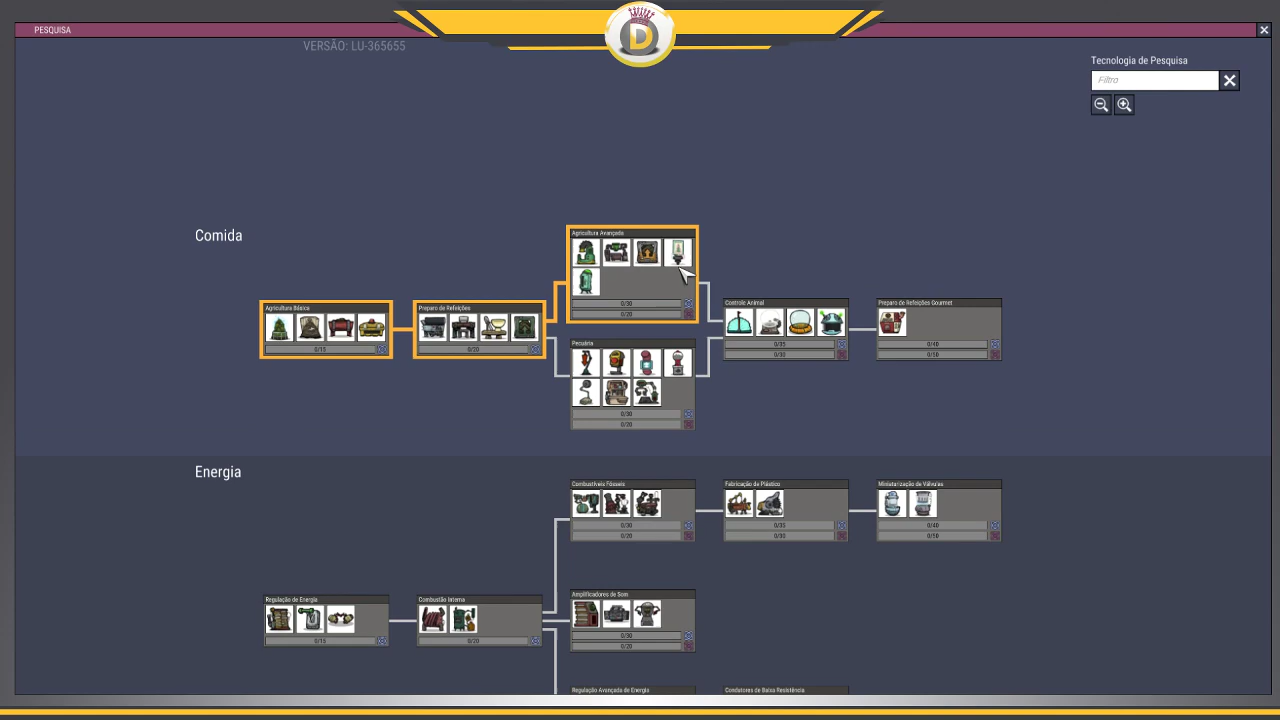 PESQUISA
VERSÃO: LU-365655
D
Tecnologia de Pesquisa
Filtro
Comida
Agricultura Avançada
0/30
0/20
Agricultura Básica
0/15
Preparo de Refeições
0/20
Controle Animal
0/35
0/30
Preparo de Refeições Gourmet
0/40
0/50
Pecuária
0/30
0/20
Energia
Combustíveis Fósseis
0/30
0/20
Fabricação de Plástico
0/35
0/30
Miniaturização de Válvulas
0/40
0/50
Regulação de Energia
0/15
Combustão Interna
0/20
Amplificadores de Som
0/30
0/20
Regulação Avançada de Energia
Condutores de Baixa Resistência